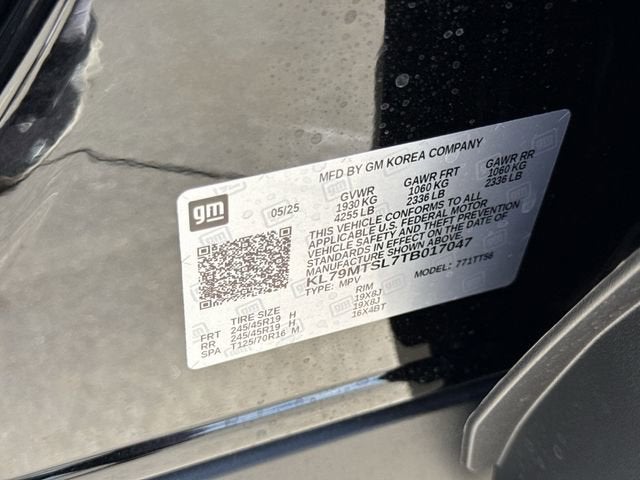 MFD BY GM KOREA COMPANY
gm
05/25
GVWR GAWR FRT GAWR RR
1930 KG 1060 KG 1060 KG
4255 LB 2336 LB 2336 LB
THIS VEHICLE CONFORMS TO ALL
APPLICABLE U.S. FEDERAL MOTOR
VEHICLE SAFETY AND THEFT PREVENTION
STANDARDS IN EFFECT ON THE DATE OF
MANUFACTURE SHOWN ABOVE.
KL79MTSL7TB017047
TYPE: MPV MODEL: 771TT56
TIRE SIZE RIM
FRT 245/45R19 H 19X8J
RR 245/45R19 H 19X8J
SPA T125/70R16 M 16X4BT